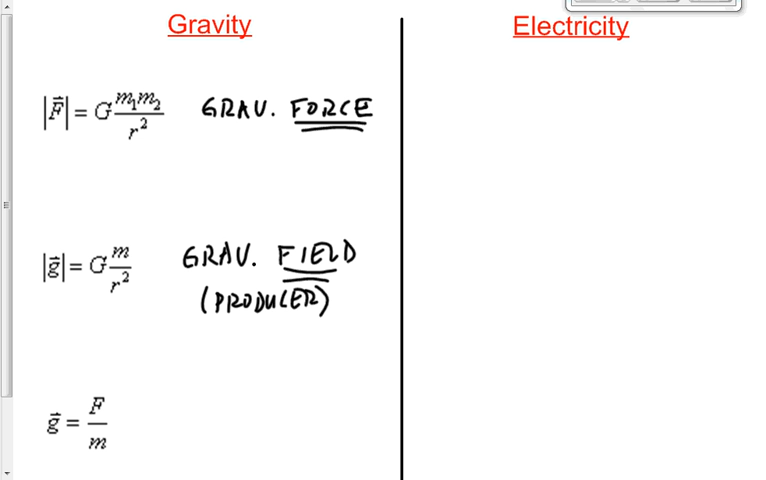 Gravity
Electricity
|F⃗| = G m₁m₂ / r²
GRAV. FORCE
|g⃗| = G m / r²
GRAV. FIELD
(PRODUCER)
g⃗ = F / m